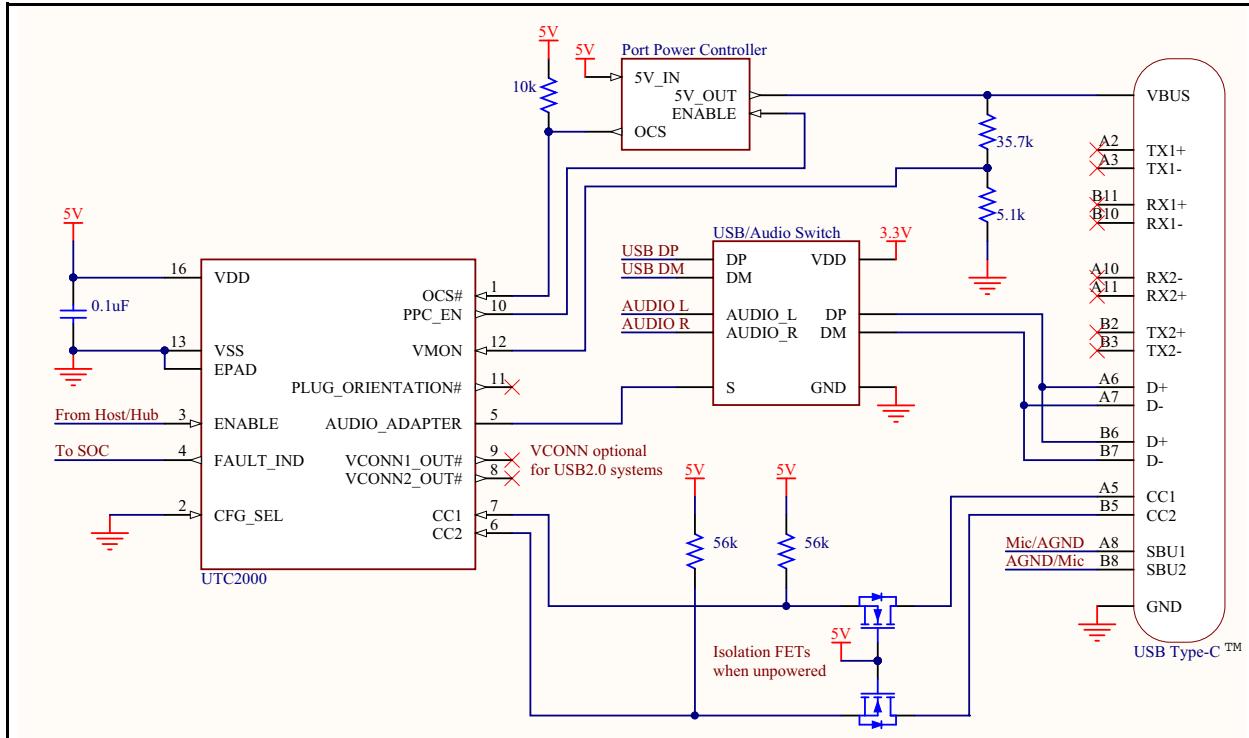 5V
5V
Port Power Controller
10k
5V_IN
5V_OUT
ENABLE
OCS
VBUS
35.7k
5.1k
A2
TX1+
A3
TX1-
B11
RX1+
B10
RX1-
A10
RX2-
A11
RX2+
B2
TX2+
B3
TX2-
A6
D+
A7
D-
B6
D+
B7
D-
A5
CC1
B5
CC2
Mic/AGND
A8
SBU1
AGND/Mic
B8
SBU2
GND
USB Type-C TM
USB/Audio Switch
3.3V
USB DP
DP
VDD
USB DM
DM
AUDIO L
AUDIO_L
DP
AUDIO R
AUDIO_R
DM
S
GND
5V
0.1uF
16
VDD
OCS#
1
PPC_EN
10
13
VSS
VMON
12
EPAD
PLUG_ORIENTATION#
11
From Host/Hub
3
ENABLE
AUDIO_ADAPTER
5
To SOC
4
FAULT_IND
VCONN1_OUT#
9
VCONN2_OUT#
8
VCONN optional
for USB2.0 systems
2
CFG_SEL
CC1
7
CC2
6
UTC2000
5V
5V
56k
56k
5V
Isolation FETs
when unpowered